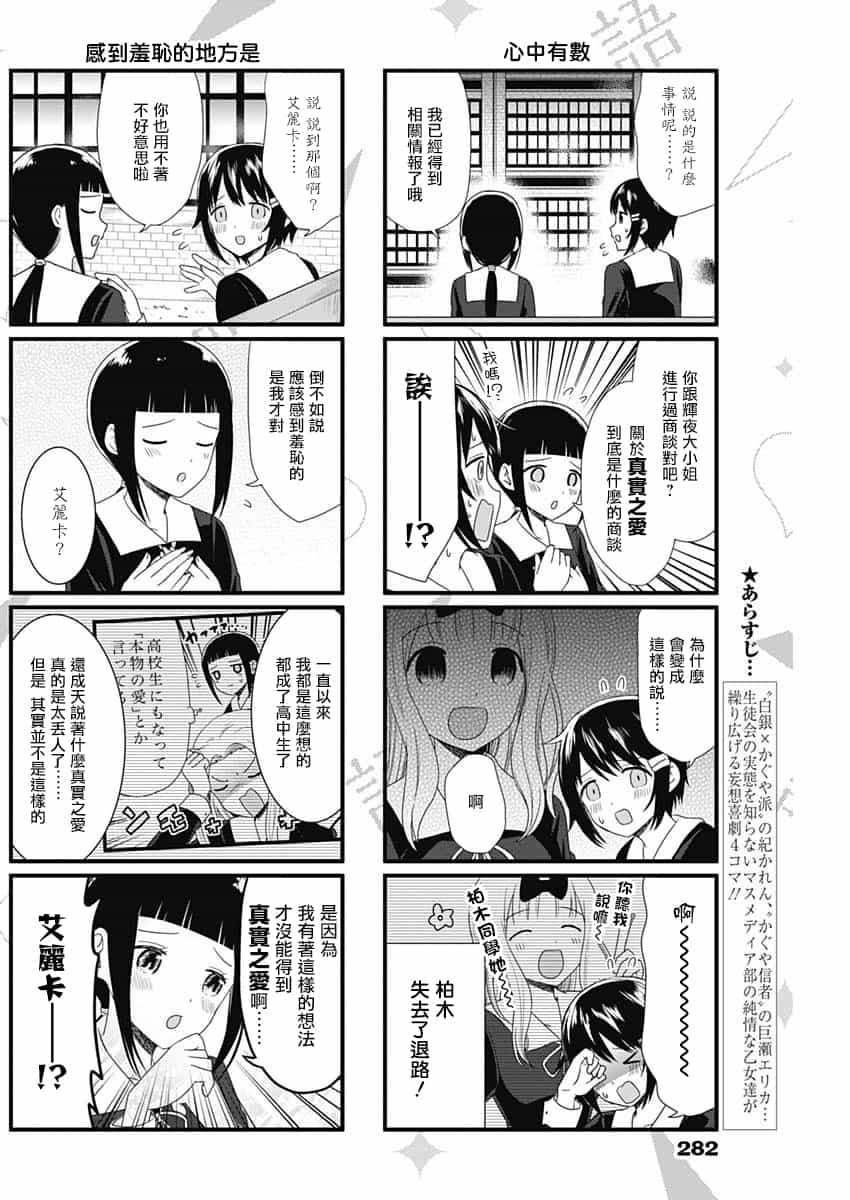 心中有數
說 說的是什麼
事情呢……？
我已經得到
相關情報了哦
你跟輝夜大小姐
進行過商談對吧？
關於真實之愛
到底是什麼的商談
我嗎!?
誒——!?
為什麼
會變成
這樣的說……
啊
啊～～～～
你聽我
說嘛～
柏木同學她～～
柏木
失去了退路！
感到羞恥的地方是
說 說到那個啊？
艾麗卡……
你也用不著
不好意思啦
倒不如說
應該感到羞恥的
是我才對
艾麗卡？
一直以來
我都是這麼想的
都成了高中生了
高校生にもなって
「本物の愛」とか
言ってる
わっ???
ン
ン
還成天說著什麼真實之愛
真的是太丟人了……
但是 其實並不是這樣的
是因為
我有著這樣的想法
才沒能得到
真實之愛啊……
艾麗卡——!?
★あらすじ…
〝白銀×かぐや派〟の紀かれん、〝かぐや信者〟の巨瀬エリカ…
生徒会の実態を知らないマスメディア部の純情な乙女達が
繰り広げる妄想喜劇４コマ!!
282
語